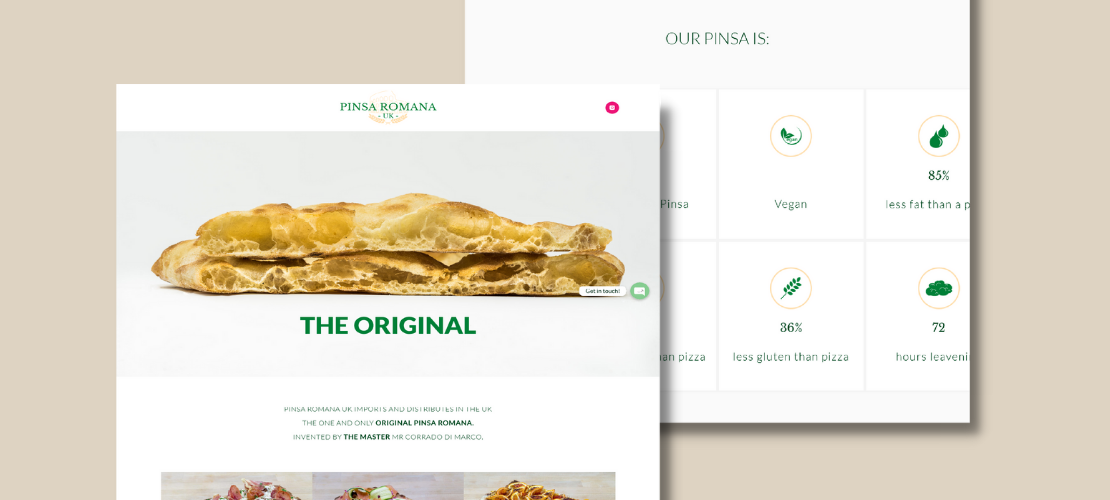 OUR PINSA IS:
PINSA ROMANA
- UK -
Get in touch!
THE ORIGINAL
PINSA ROMANA UK IMPORTS AND DISTRIBUTES IN THE UK
THE ONE AND ONLY ORIGINAL PINSA ROMANA,
INVENTED BY THE MASTER MR CORRADO DI MARCO.
Pinsa
Vegan
85%
less fat than a p
an pizza
36%
less gluten than pizza
72
hours leaveni